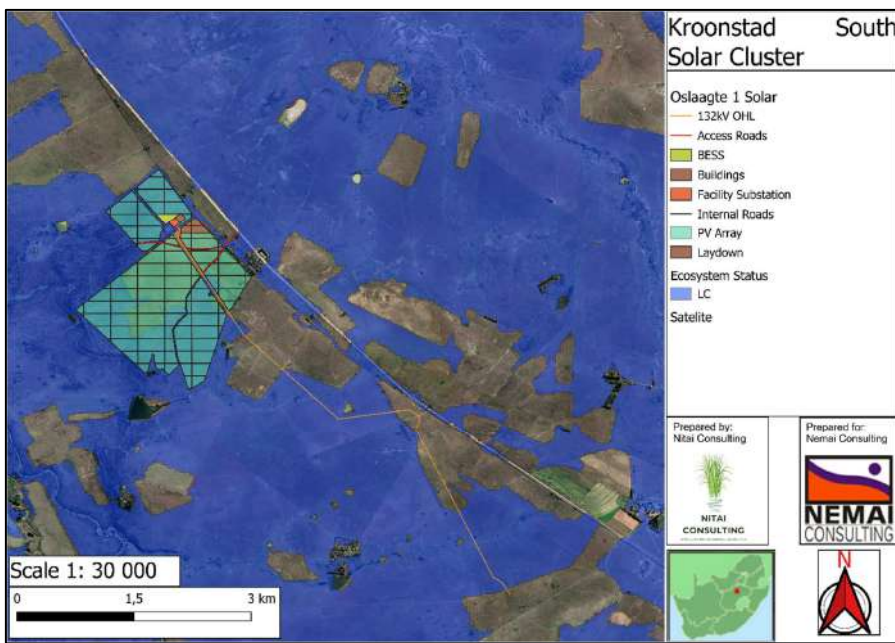 Kroonstad South
Solar Cluster
Oslaagte 1 Solar
132kV OHL
Access Roads
BESS
Buildings
Facility Substation
Internal Roads
PV Array
Laydown
Ecosystem Status
LC
Satelite
Prepared by:
Nitai Consulting
NITAI
CONSULTING
Prepared for:
Nemai Consulting
NEMAI
CONSULTING
N
Scale 1: 30 000
0 1,5 3 km